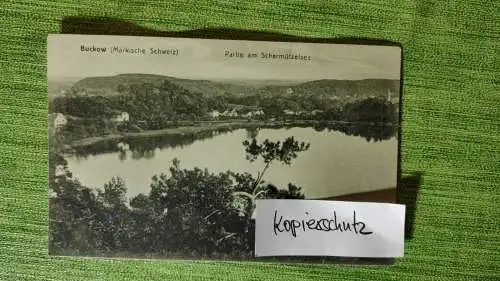 Buckow (Märkische Schweiz)
Partie am Schermützelsee
Kopierschutz